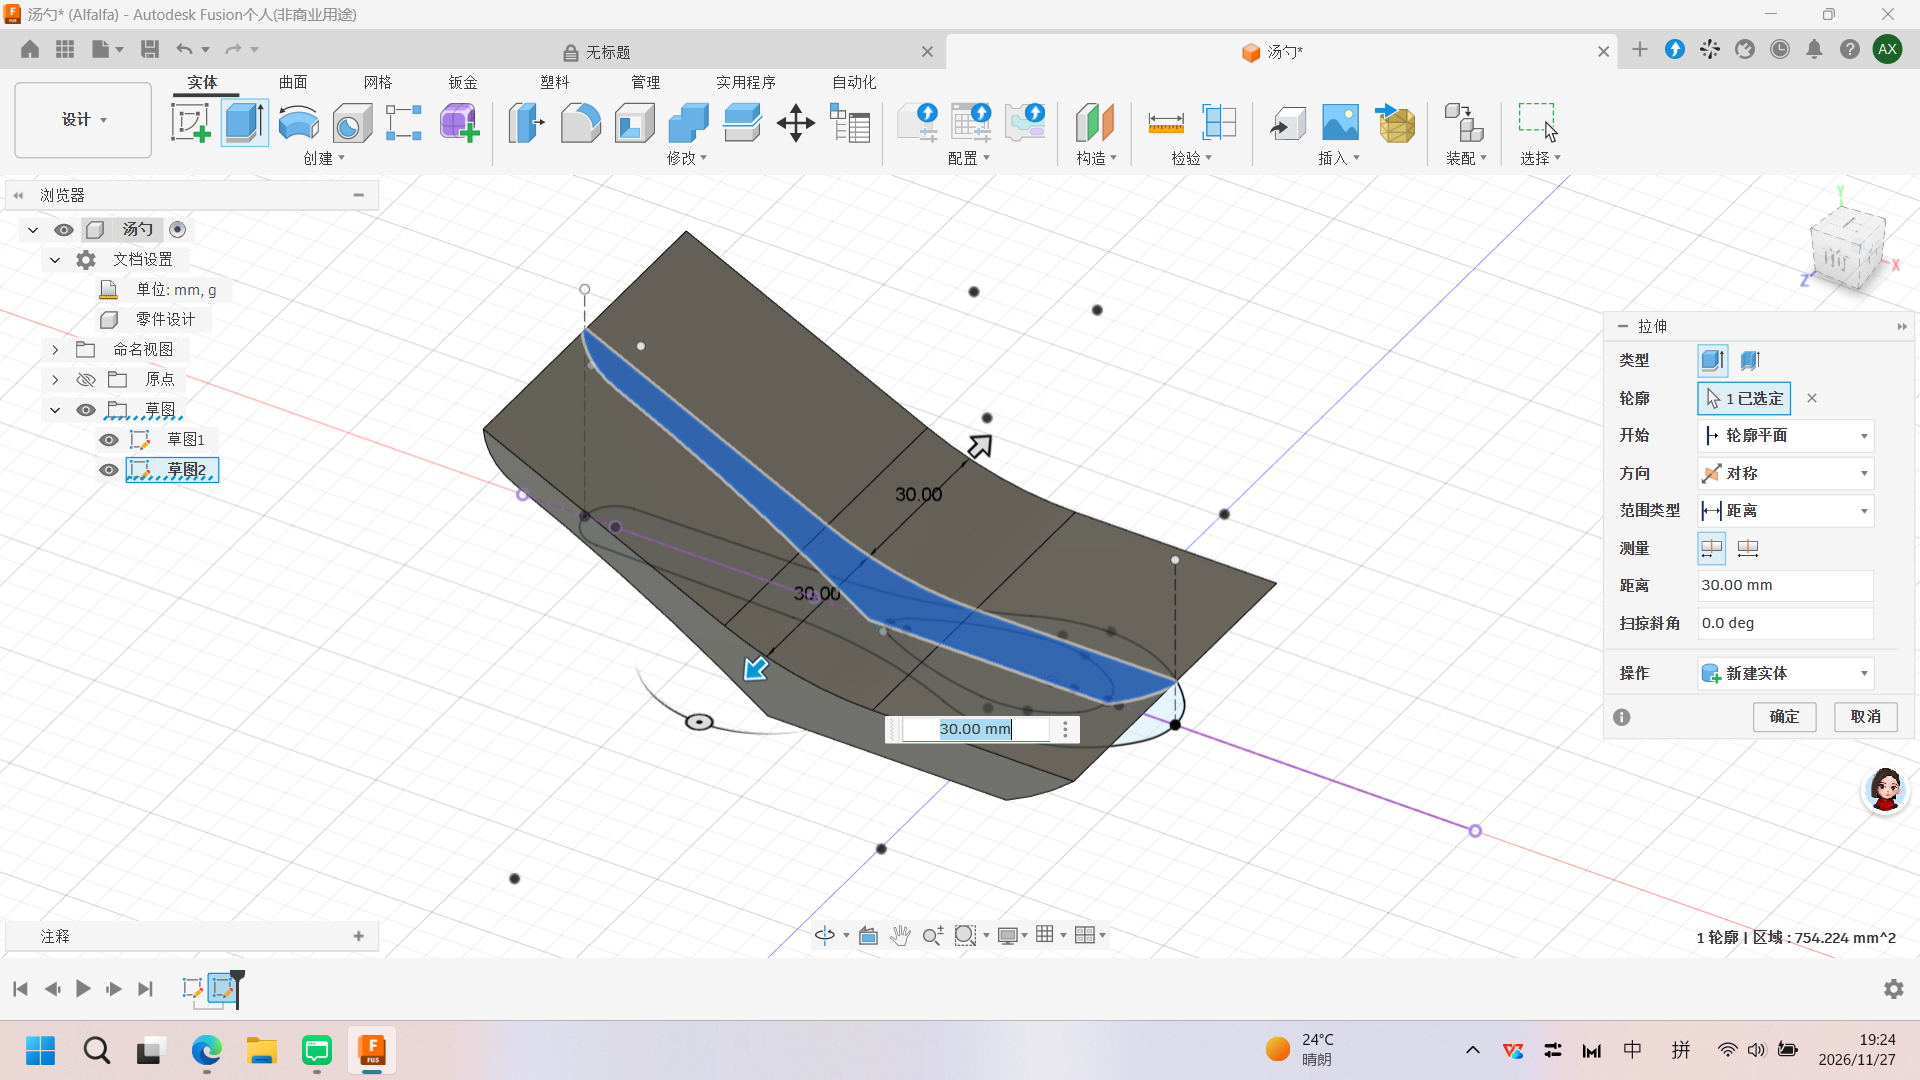 汤勺* (Alfalfa) - Autodesk Fusion个人(非商业用途)
无标题
汤勺*
AX
设计
实体
曲面
网格
钣金
塑料
管理
实用程序
自动化
创建
修改
配置
构造
检验
插入
装配
选择
浏览器
汤勺
文档设置
单位: mm, g
零件设计
命名视图
原点
草图
草图1
草图2
Y
X
Z
30.00
30.00
30.00 mm
拉伸
类型
轮廓
1 已选定
开始
轮廓平面
方向
对称
范围类型
距离
测量
距离
30.00 mm
扫掠斜角
0.0 deg
操作
新建实体
确定
取消
注释
1 轮廓 | 区域 : 754.224 mm^2
F
FUS
24°C
晴朗
中
拼
19:24
2026/11/27